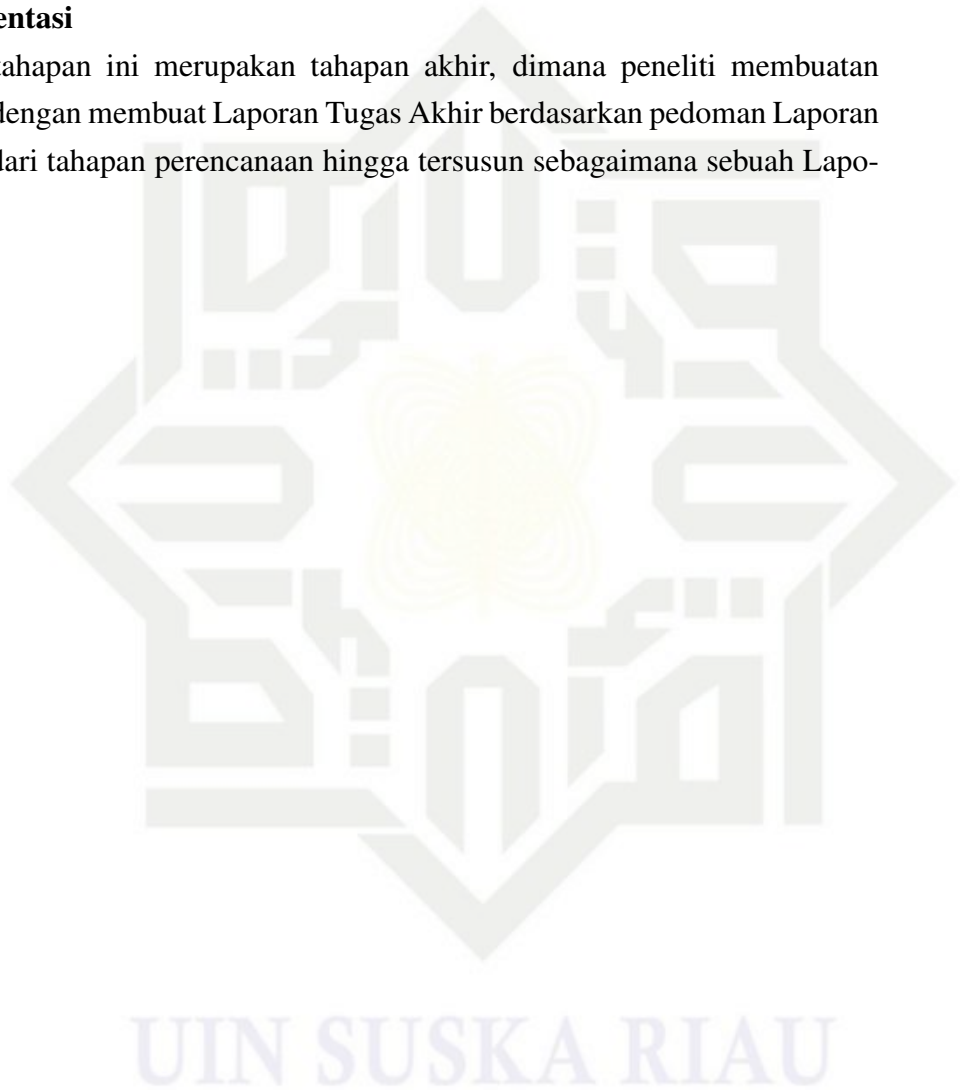 entasi
tahapan ini merupakan tahapan akhir, dimana peneliti membuatan
dengan membuat Laporan Tugas Akhir berdasarkan pedoman Laporan
dari tahapan perencanaan hingga tersusun sebagaimana sebuah Lapo-
UIN SUSKA RIAU